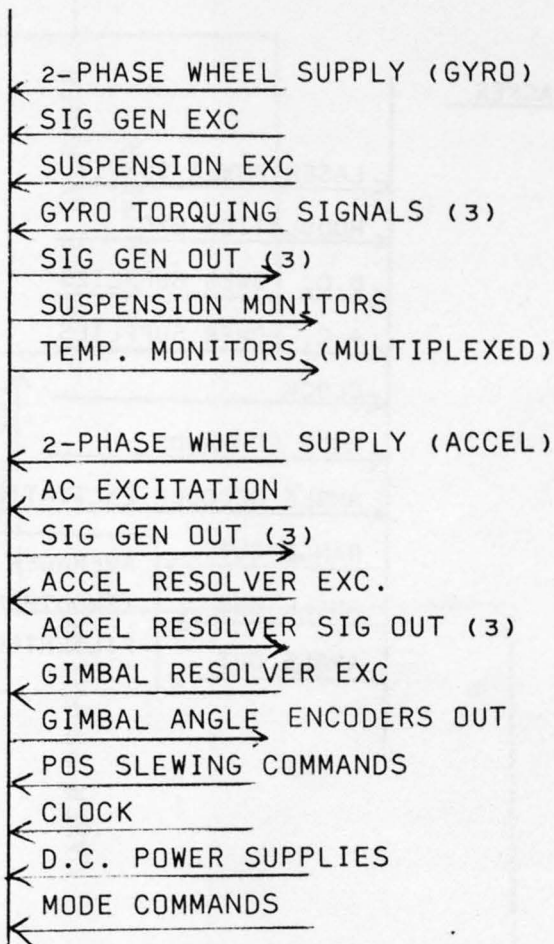 2-PHASE WHEEL SUPPLY (GYRO)
SIG GEN EXC
SUSPENSION EXC
GYRO TORQUING SIGNALS (3)
SIG GEN OUT (3)
SUSPENSION MONITORS
TEMP. MONITORS (MULTIPLEXED)
2-PHASE WHEEL SUPPLY (ACCEL)
AC EXCITATION
SIG GEN OUT (3)
ACCEL RESOLVER EXC.
ACCEL RESOLVER SIG OUT (3)
GIMBAL RESOLVER EXC
GIMBAL ANGLE ENCODERS OUT
POS SLEWING COMMANDS
CLOCK
D.C. POWER SUPPLIES
MODE COMMANDS